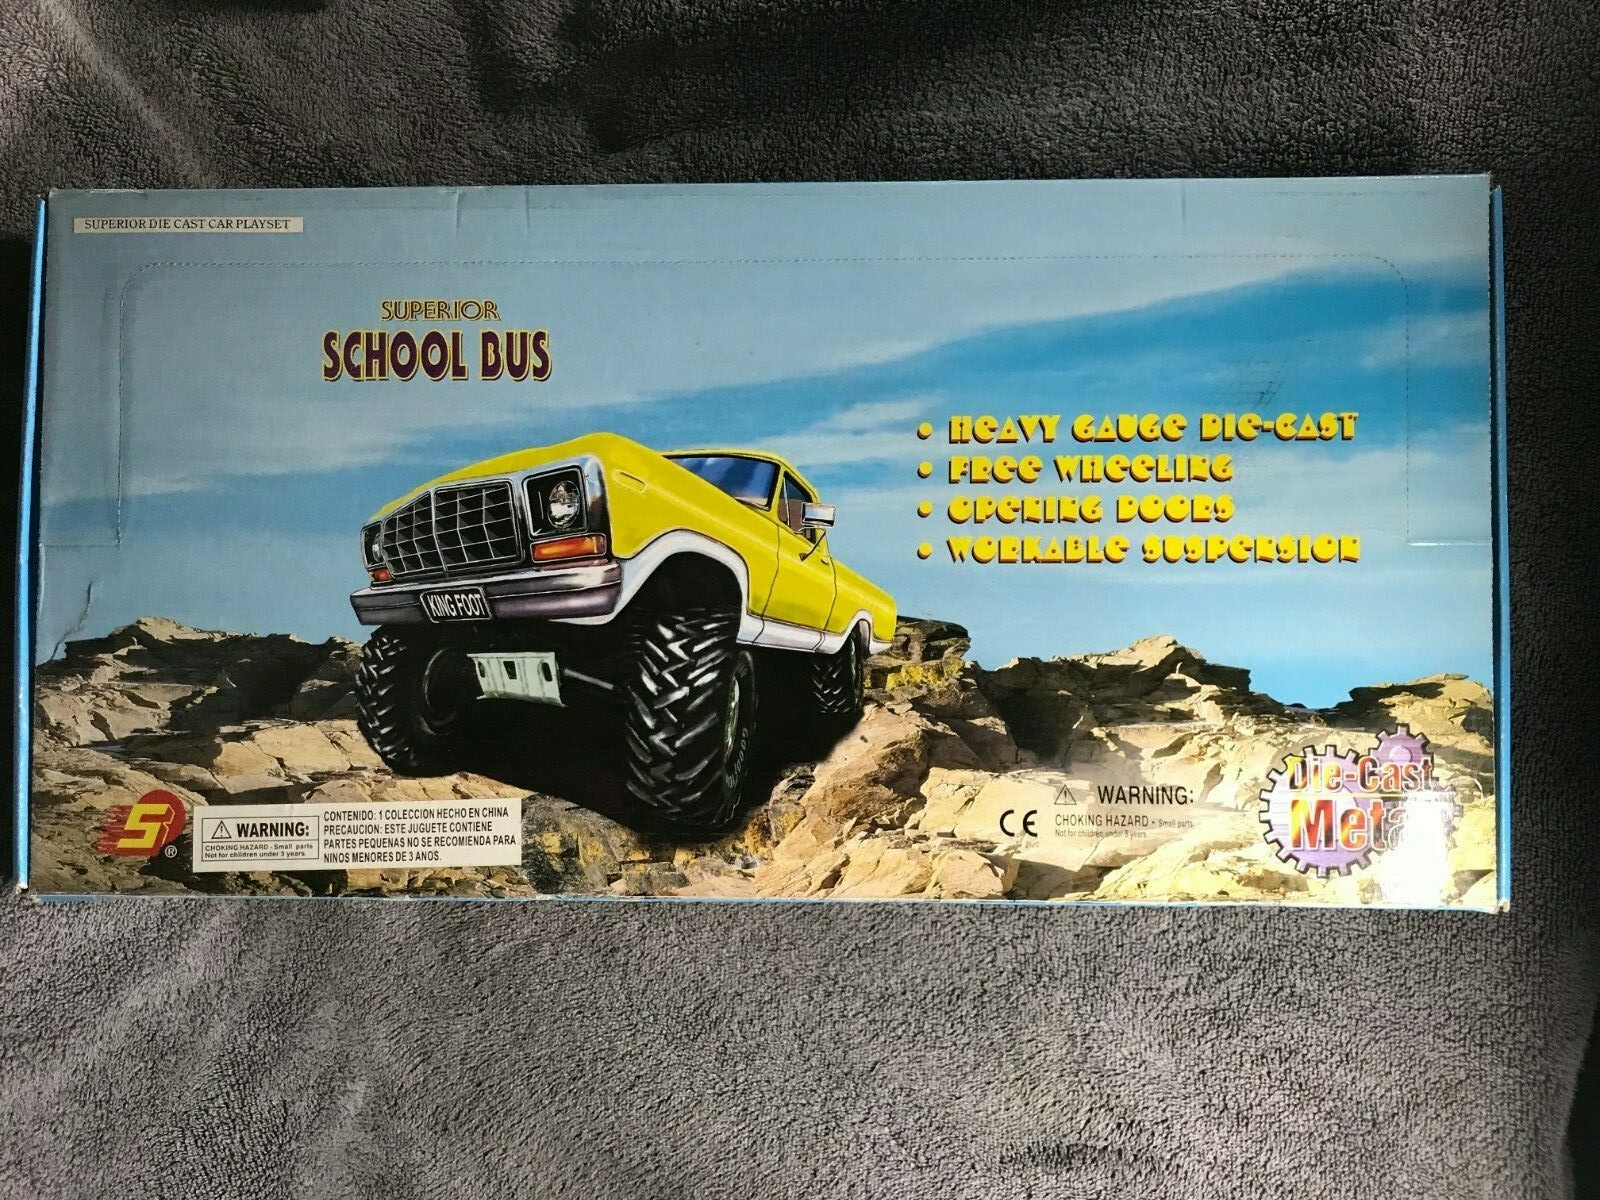 SUPERIOR DIE CAST CAR PLAYSET
SUPERIOR
SCHOOL BUS
• HEAVY GAUGE DIE-CAST
• FREE WHEELING
• OPENING DOORS
• WORKABLE SUSPENSION
KING FOOT
S
®
WARNING:
CHOKING HAZARD - Small parts
Not for children under 3 years
CONTENIDO: 1 COLECCION HECHO EN CHINA
PRECAUCION: ESTE JUGUETE CONTIENE
PARTES PEQUENAS NO SE RECOMIENDA PARA
NINOS MENORES DE 3 ANOS.
CE
WARNING:
CHOKING HAZARD - Small parts
Not for children under 3 years.
Die-Cast
Metal